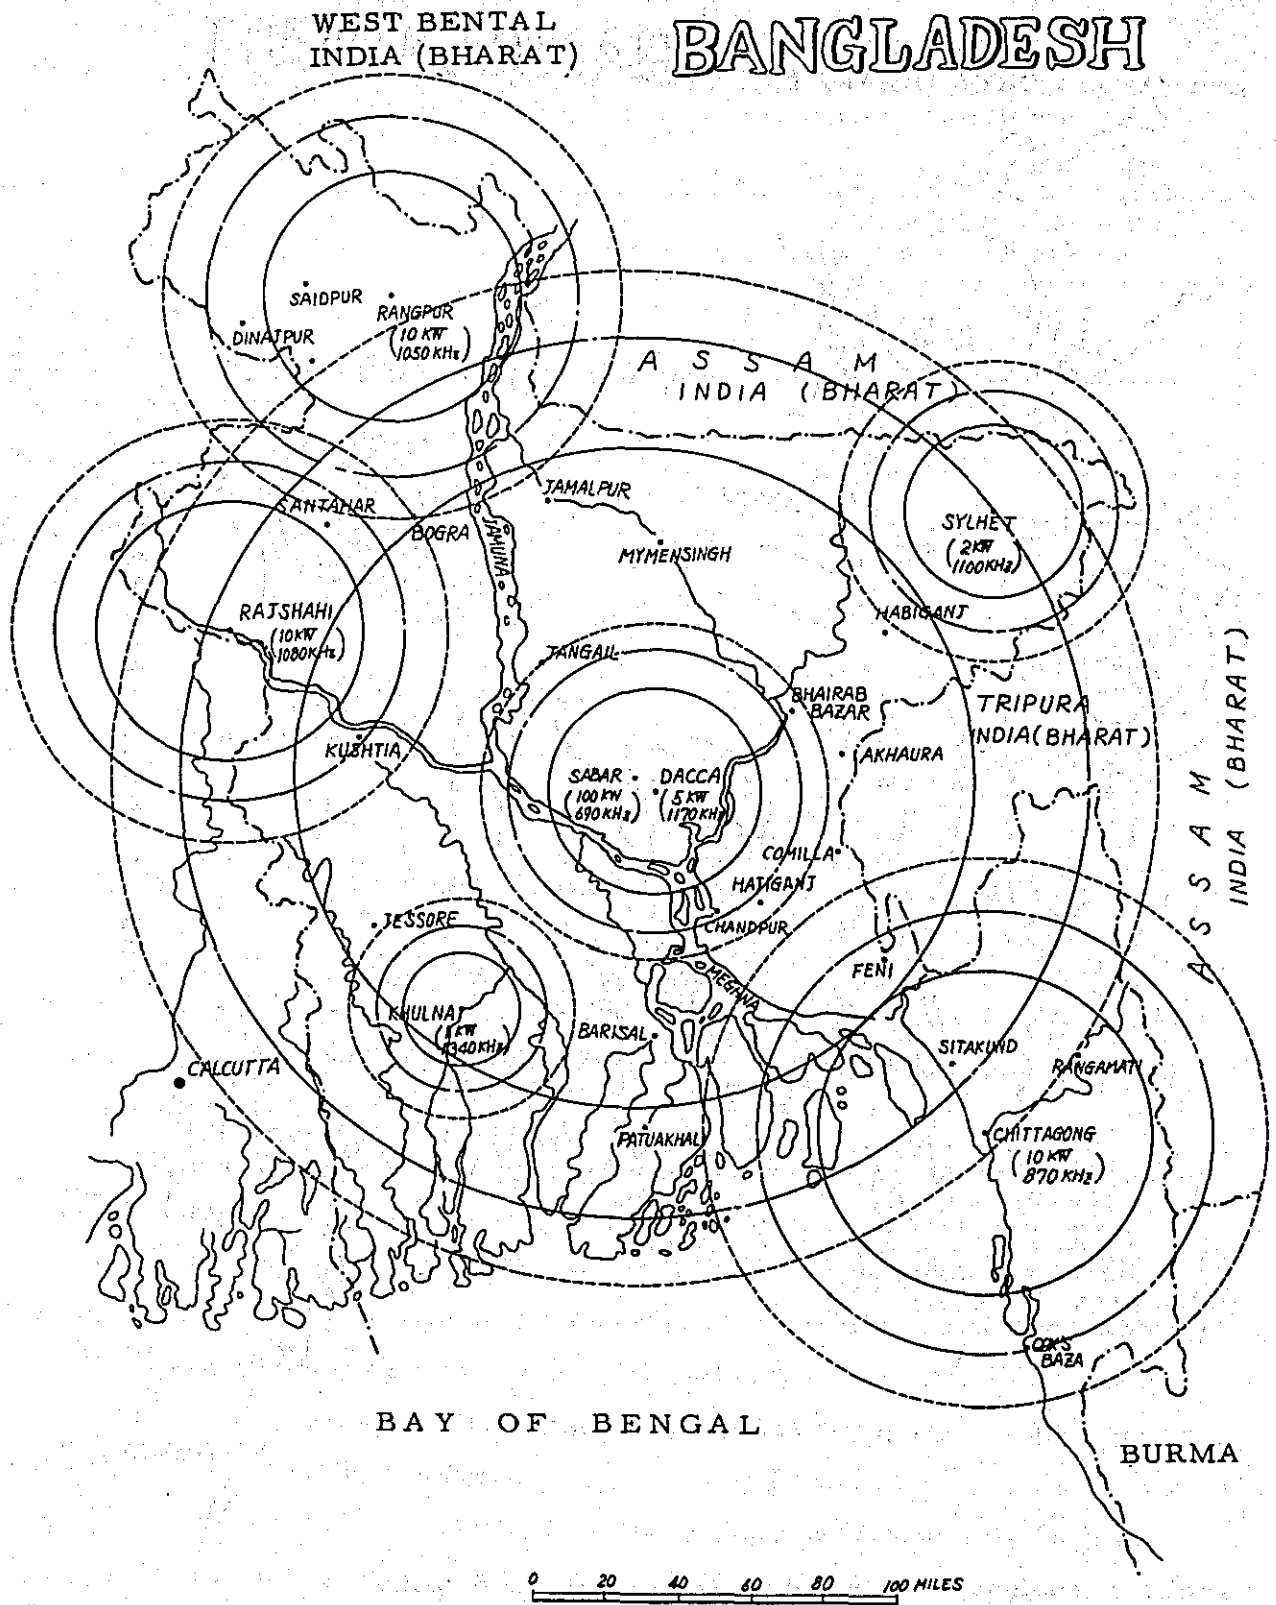 WEST BENTAL
INDIA (BHARAT)
BANGLADESH
SAIDPUR
RANGPUR
(10 KW
1050 KHz)
DINAJPUR
ASSAM
INDIA (BHARAT)
SANTAHAR
BOGRA
JAMUNA
JAMALPUR
MYMENSINGH
SYLHET
(2KW
1100KHz)
HABIGANJ
RAJSHAHI
(10KW
1080KHz)
TANGAIL
BHAIRAB
BAZAR
TRIPURA
INDIA(BHARAT)
ASSAM
INDIA (BHARAT)
KUSHTIA
AKHAURA
SABAR
(100 KW
690 KHz)
DACCA
(5 KW
1170 KHz)
COMILLA
HATIGANJ
CHANDPUR
JESSORE
FENI
MEGANA
KHULNA
KW
340 KHz)
BARISAL
SITAKUND
RANGAMATI
CALCUTTA
PATUAKHALI
CHITTAGONG
(10 KW
870 KHz)
COX'S
BAZA
BAY OF BENGAL
BURMA
0 20 40 60 80 100 MILES